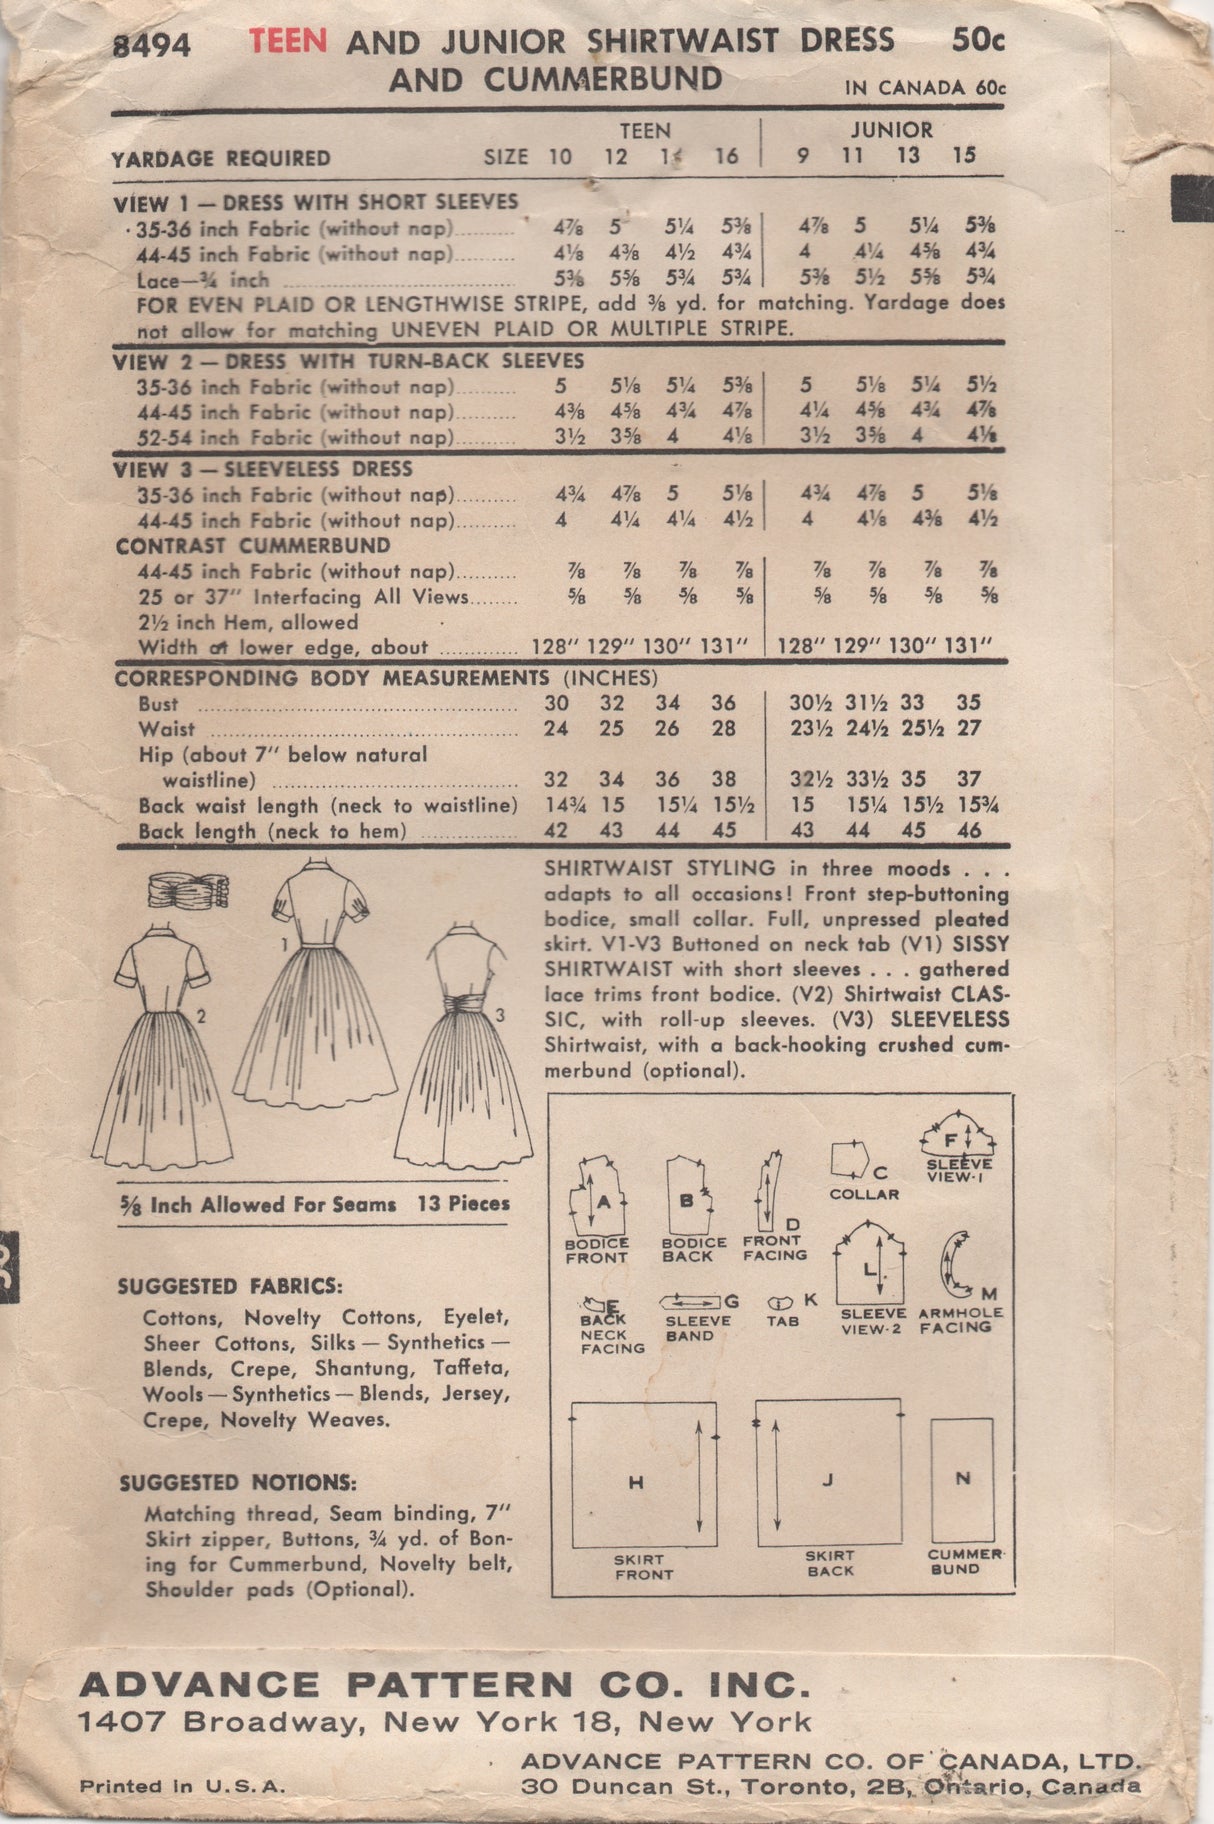 8494 TEEN AND JUNIOR SHIRTWAIST DRESS 50c
AND CUMMERBUND
IN CANADA 60c
TEEN JUNIOR
YARDAGE REQUIRED SIZE 10 12 14 16 9 11 13 15
VIEW 1 — DRESS WITH SHORT SLEEVES
35-36 inch Fabric (without nap).......... 4⅞ 5 5¼ 5⅜ 4⅞ 5 5¼ 5⅜
44-45 inch Fabric (without nap).......... 4⅛ 4⅜ 4½ 4¾ 4 4¼ 4⅝ 4¾
Lace—¾ inch .......... 5⅜ 5⅝ 5¾ 5¾ 5⅜ 5½ 5⅝ 5¾
FOR EVEN PLAID OR LENGTHWISE STRIPE, add ⅜ yd. for matching. Yardage does
not allow for matching UNEVEN PLAID OR MULTIPLE STRIPE.
VIEW 2 — DRESS WITH TURN-BACK SLEEVES
35-36 inch Fabric (without nap).......... 5 5⅛ 5¼ 5⅜ 5 5⅛ 5¼ 5½
44-45 inch Fabric (without nap).......... 4⅜ 4⅝ 4¾ 4⅞ 4¼ 4⅝ 4¾ 4⅞
52-54 inch Fabric (without nap).......... 3½ 3⅝ 4 4⅛ 3½ 3⅝ 4 4⅛
VIEW 3 — SLEEVELESS DRESS
35-36 inch Fabric (without nap).......... 4¾ 4⅞ 5 5⅛ 4¾ 4⅞ 5 5⅛
44-45 inch Fabric (without nap).......... 4 4¼ 4¼ 4½ 4 4⅛ 4⅜ 4½
CONTRAST CUMMERBUND
44-45 inch Fabric (without nap).......... ⅞ ⅞ ⅞ ⅞ ⅞ ⅞ ⅞ ⅞
25 or 37" Interfacing All Views........ ⅝ ⅝ ⅝ ⅝ ⅝ ⅝ ⅝ ⅝
2½ inch Hem, allowed
Width at lower edge, about ............. 128" 129" 130" 131" 128" 129" 130" 131"
CORRESPONDING BODY MEASUREMENTS (INCHES)
Bust .......... 30 32 34 36 30½ 31½ 33 35
Waist .......... 24 25 26 28 23½ 24½ 25½ 27
Hip (about 7" below natural
waistline) .......... 32 34 36 38 32½ 33½ 35 37
Back waist length (neck to waistline) 14¾ 15 15¼ 15½ 15 15¼ 15½ 15¾
Back length (neck to hem) ............. 42 43 44 45 43 44 45 46
1
2
3
SHIRTWAIST STYLING in three moods . . .
adapts to all occasions! Front step-buttoning
bodice, small collar. Full, unpressed pleated
skirt. V1-V3 Buttoned on neck tab (V1) SISSY
SHIRTWAIST with short sleeves . . . gathered
lace trims front bodice. (V2) Shirtwaist CLAS-
SIC, with roll-up sleeves. (V3) SLEEVELESS
Shirtwaist, with a back-hooking crushed cum-
merbund (optional).
⅝ Inch Allowed For Seams 13 Pieces
SUGGESTED FABRICS:
Cottons, Novelty Cottons, Eyelet,
Sheer Cottons, Silks — Synthetics —
Blends, Crepe, Shantung, Taffeta,
Wools — Synthetics — Blends, Jersey,
Crepe, Novelty Weaves.
SUGGESTED NOTIONS:
Matching thread, Seam binding, 7"
Skirt zipper, Buttons, ¾ yd. of Bon-
ing for Cummerbund, Novelty belt,
Shoulder pads (Optional).
A
BODICE
FRONT
B
BODICE
BACK
D
FRONT
FACING
C
COLLAR
F
SLEEVE
VIEW-1
E
BACK
NECK
FACING
G
SLEEVE
BAND
K
TAB
L
SLEEVE
VIEW-2
M
ARMHOLE
FACING
H
SKIRT
FRONT
J
SKIRT
BACK
N
CUMMER-
BUND
ADVANCE PATTERN CO. INC.
1407 Broadway, New York 18, New York
ADVANCE PATTERN CO. OF CANADA, LTD.
Printed in U.S.A. 30 Duncan St., Toronto, 2B, Ontario, Canada